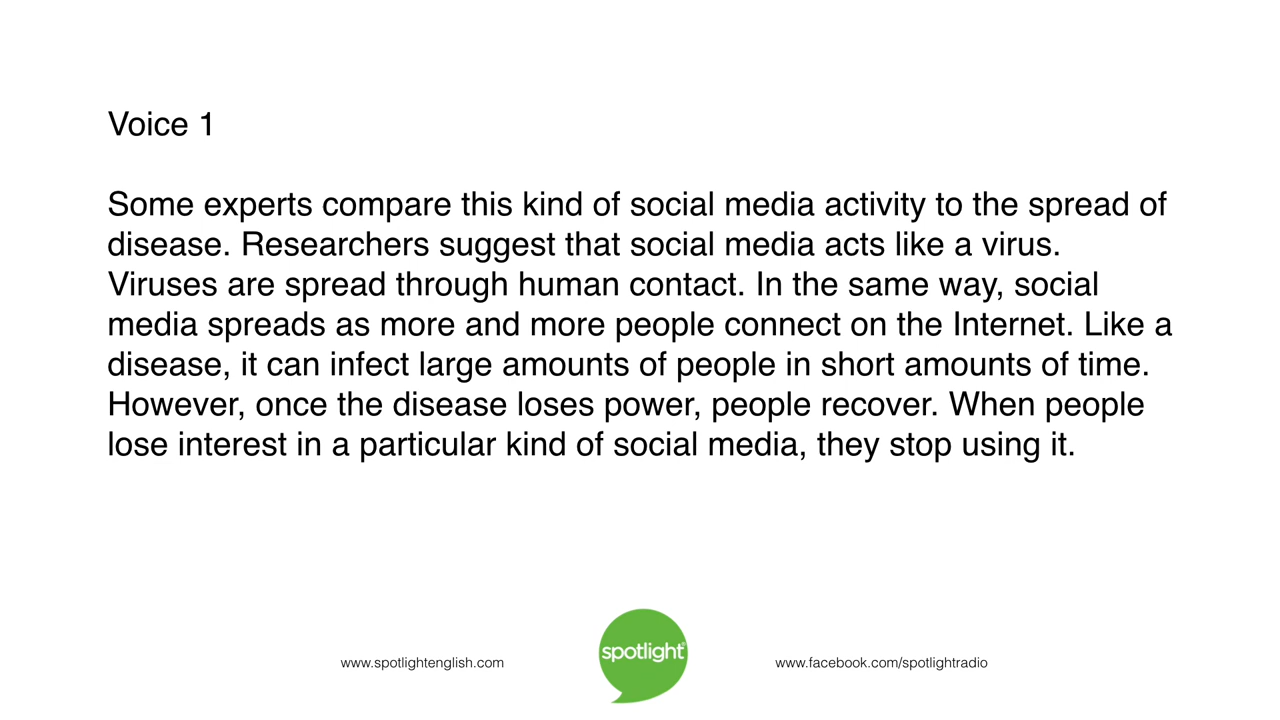 Voice 1
Some experts compare this kind of social media activity to the spread of
disease. Researchers suggest that social media acts like a virus.
Viruses are spread through human contact. In the same way, social
media spreads as more and more people connect on the Internet. Like a
disease, it can infect large amounts of people in short amounts of time.
However, once the disease loses power, people recover. When people
lose interest in a particular kind of social media, they stop using it.
www.spotlightenglish.com
spotlight®
www.facebook.com/spotlightradio